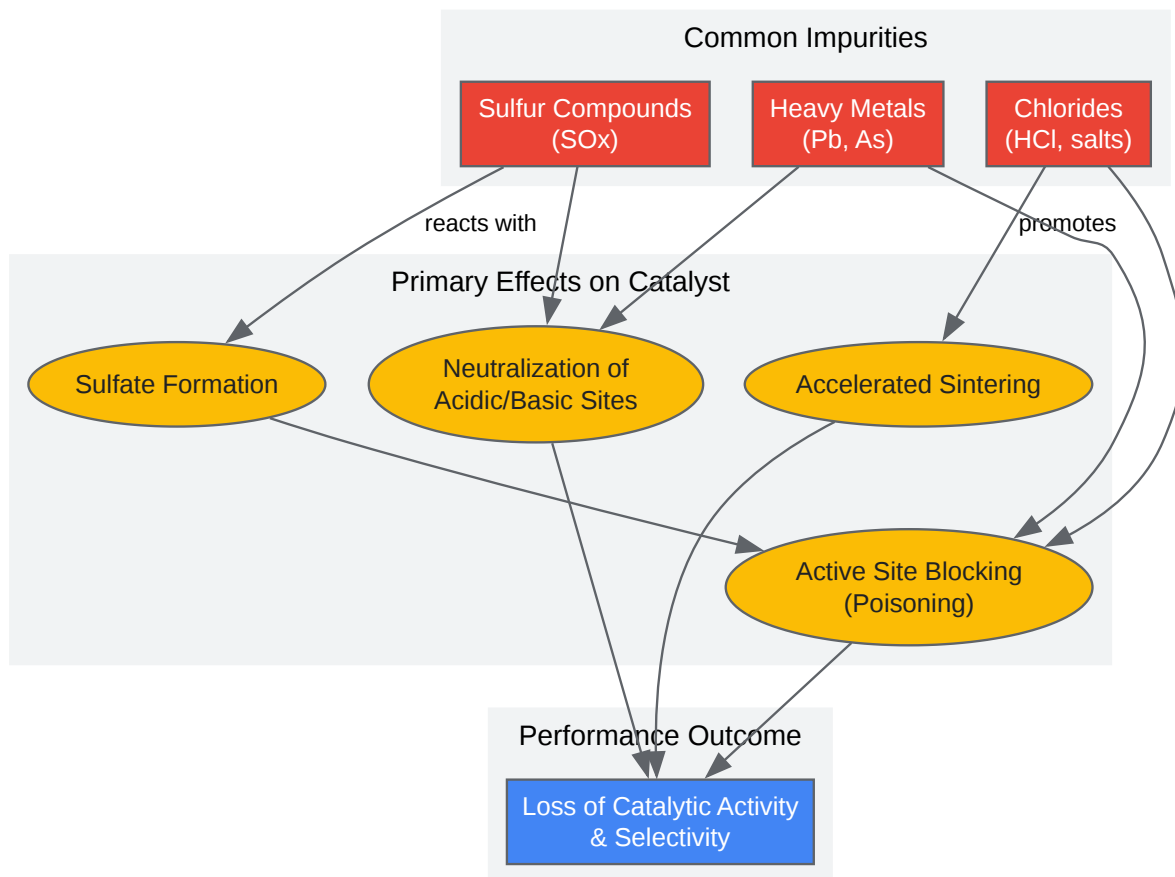 Common Impurities
Sulfur Compounds
(SOx)
Heavy Metals
(Pb, As)
Chlorides
(HCl, salts)
reacts with
promotes
Primary Effects on Catalyst
Sulfate Formation
Neutralization of
Acidic/Basic Sites
Accelerated Sintering
Active Site Blocking
(Poisoning)
Performance Outcome
Loss of Catalytic Activity
& Selectivity